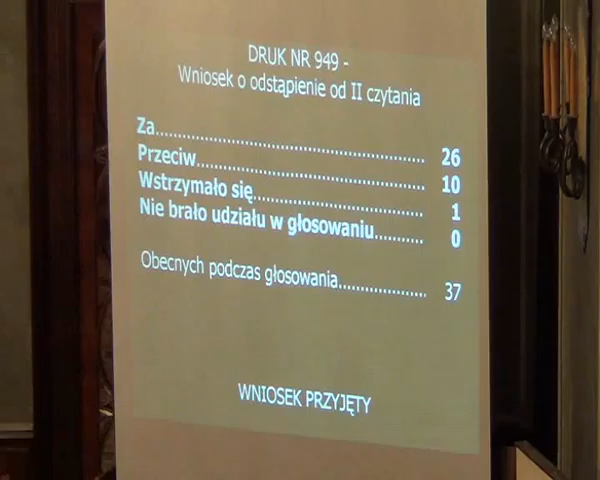 DRUK NR 949 -
Wniosek o odstąpienie od II czytania
Za........................................................ 26
Przeciw................................................ 10
Wstrzymało się.................................... 1
Nie brało udziału w głosowaniu.......... 0
Obecnych podczas głosowania................... 37
WNIOSEK PRZYJĘTY